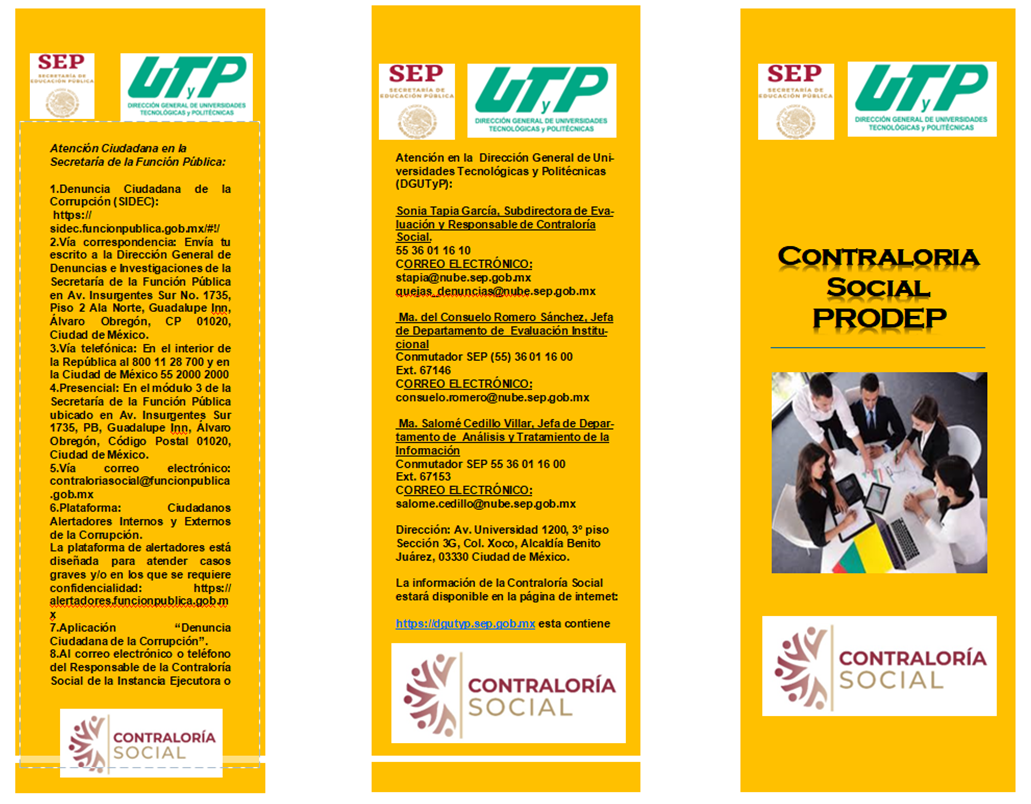 SEP
SECRETARÍA DE
EDUCACIÓN PÚBLICA
UTyP
DIRECCIÓN GENERAL DE UNIVERSIDADES
TECNOLÓGICAS y POLITÉCNICAS
Atención Ciudadana en la
Secretaría de la Función Pública:
1.Denuncia Ciudadana de la
Corrupción (SIDEC):
https://
sidec.funcionpublica.gob.mx/#!/
2.Vía correspondencia: Envía tu
escrito a la Dirección General de
Denuncias e Investigaciones de la
Secretaría de la Función Pública
en Av. Insurgentes Sur No. 1735,
Piso 2 Ala Norte, Guadalupe Inn,
Álvaro Obregón, CP 01020,
Ciudad de México.
3.Vía telefónica: En el interior de
la República al 800 11 28 700 y en
la Ciudad de México 55 2000 2000
4.Presencial: En el módulo 3 de la
Secretaría de la Función Pública
ubicado en Av. Insurgentes Sur
1735, PB, Guadalupe Inn, Álvaro
Obregón, Código Postal 01020,
Ciudad de México.
5.Vía correo electrónico:
contraloriasocial@funcionpublica
.gob.mx
6.Plataforma: Ciudadanos
Alertadores Internos y Externos
de la Corrupción.
La plataforma de alertadores está
diseñada para atender casos
graves y/o en los que se requiere
confidencialidad: https://
alertadores.funcionpublica.gob.m
x
7.Aplicación “Denuncia
Ciudadana de la Corrupción”.
8.Al correo electrónico o teléfono
del Responsable de la Contraloría
Social de la Instancia Ejecutora o
CONTRALORÍA
SOCIAL
SEP
SECRETARÍA DE
EDUCACIÓN PÚBLICA
UTyP
DIRECCIÓN GENERAL DE UNIVERSIDADES
TECNOLÓGICAS y POLITÉCNICAS
Atención en la Dirección General de Uni-
versidades Tecnológicas y Politécnicas
(DGUTyP):
Sonia Tapia García, Subdirectora de Eva-
luación y Responsable de Contraloría
Social.
55 36 01 16 10
CORREO ELECTRÓNICO:
stapia@nube.sep.gob.mx
quejas_denuncias@nube.sep.gob.mx
Ma. del Consuelo Romero Sánchez, Jefa
de Departamento de Evaluación Institu-
cional
Conmutador SEP (55) 36 01 16 00
Ext. 67146
CORREO ELECTRÓNICO:
consuelo.romero@nube.sep.gob.mx
Ma. Salomé Cedillo Villar, Jefa de Depar-
tamento de Análisis y Tratamiento de la
Información
Conmutador SEP 55 36 01 16 00
Ext. 67153
CORREO ELECTRÓNICO:
salome.cedillo@nube.sep.gob.mx
Dirección: Av. Universidad 1200, 3° piso
Sección 3G, Col. Xoco, Alcaldía Benito
Juárez, 03330 Ciudad de México.
La información de la Contraloría Social
estará disponible en la página de internet:
https://dgutyp.sep.gob.mx esta contiene
CONTRALORÍA
SOCIAL
SEP
SECRETARÍA DE
EDUCACIÓN PÚBLICA
UTyP
DIRECCIÓN GENERAL DE UNIVERSIDADES
TECNOLÓGICAS y POLITÉCNICAS
CONTRALORIA
SOCIAL
PRODEP
CONTRALORÍA
SOCIAL